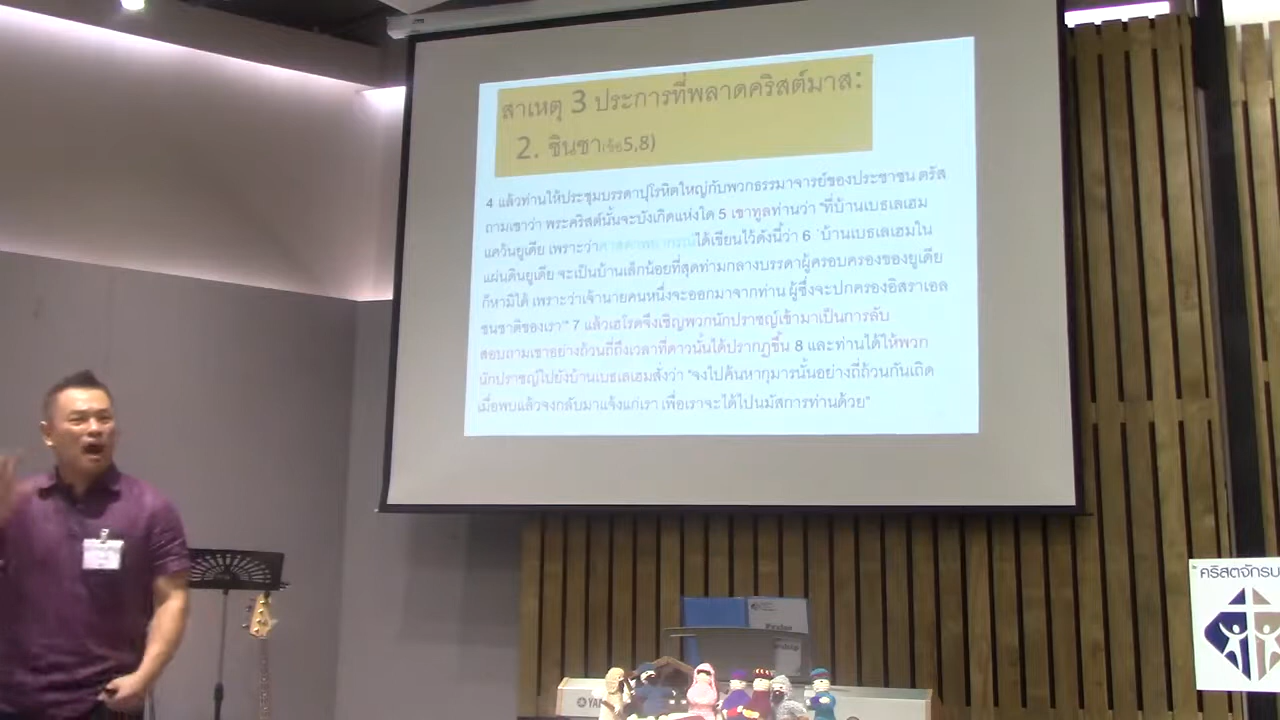 สาเหตุ 3 ประการที่พลาดคริสต์มาส:
2. ชินชา(ข้อ5,8)
4 แล้วท่านให้ประชุมบรรดาปุโรหิตใหญ่กับพวกธรรมาจารย์ของประชาชน ตรัส
ถามเขาว่า พระคริสต์นั้นจะบังเกิดแห่งใด 5 เขาทูลท่านว่า "ที่บ้านเบธเลเฮม
แคว้นยูเดีย เพราะว่าศาสดาพยากรณ์ได้เขียนไว้ดังนี้ว่า 6 `บ้านเบธเลเฮมใน
แผ่นดินยูเดีย จะเป็นบ้านเล็กน้อยที่สุดท่ามกลางบรรดาผู้ครอบครองของยูเดีย
ก็หามิได้ เพราะว่าเจ้านายคนหนึ่งจะออกมาจากท่าน ผู้ซึ่งจะปกครองอิสราเอล
ชนชาติของเรา'" 7 แล้วเฮโรดจึงเชิญพวกนักปราชญ์เข้ามาเป็นการลับ
สอบถามเขาอย่างถ้วนถี่ถึงเวลาที่ดาวนั้นได้ปรากฏขึ้น 8 และท่านได้ให้พวก
นักปราชญ์ไปยังบ้านเบธเลเฮมสั่งว่า "จงไปค้นหากุมารนั้นอย่างถี่ถ้วนกันเถิด
เมื่อพบแล้วจงกลับมาแจ้งแก่เรา เพื่อเราจะได้ไปนมัสการท่านด้วย"
คริสตจักรบ